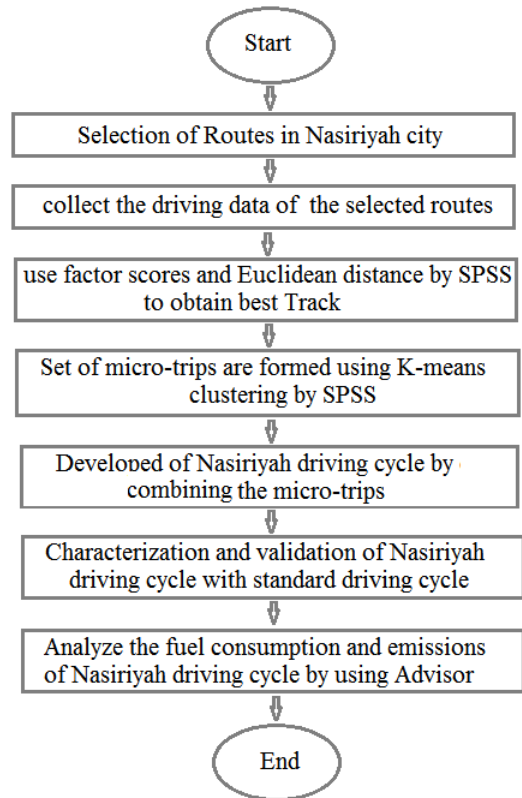 Start
Selection of Routes in Nasiriyah city
collect the driving data of the selected routes
use factor scores and Euclidean distance by SPSS
to obtain best Track
Set of micro-trips are formed using K-means
clustering by SPSS
Developed of Nasiriyah driving cycle by
combining the micro-trips
Characterization and validation of Nasiriyah
driving cycle with standard driving cycle
Analyze the fuel consumption and emissions
of Nasiriyah driving cycle by using Advisor
End